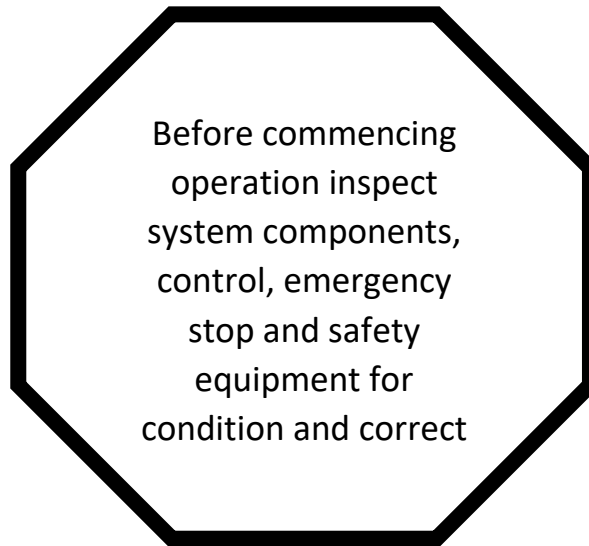 Before commencing
operation inspect
system components,
control, emergency
stop and safety
equipment for
condition and correct